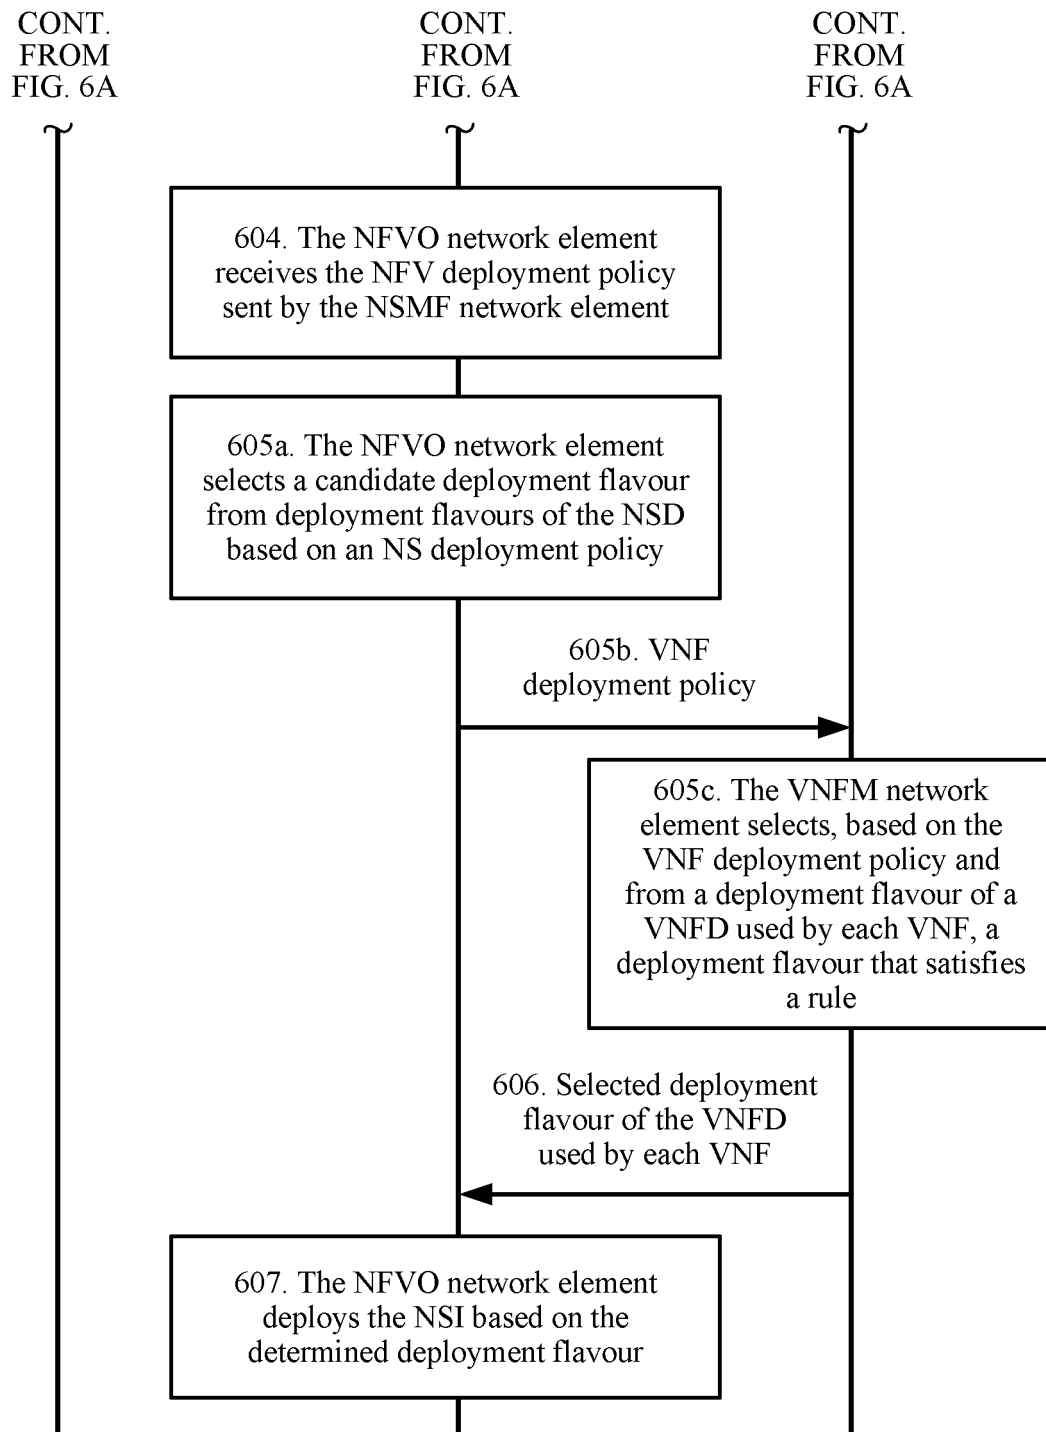 CONT.
FROM
FIG. 6A
CONT.
FROM
FIG. 6A
CONT.
FROM
FIG. 6A
604. The NFVO network element
receives the NFV deployment policy
sent by the NSMF network element
605a. The NFVO network element
selects a candidate deployment flavour
from deployment flavours of the NSD
based on an NS deployment policy
605b. VNF
deployment policy
605c. The VNFM network
element selects, based on the
VNF deployment policy and
from a deployment flavour of a
VNFD used by each VNF, a
deployment flavour that satisfies
a rule
606. Selected deployment
flavour of the VNFD
used by each VNF
607. The NFVO network element
deploys the NSI based on the
determined deployment flavour